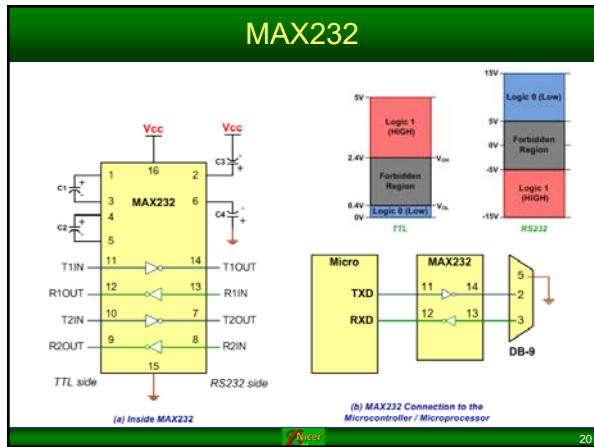 MAX232
Vcc
Vcc
16
C3
-
+
1
2
C1
+
-
3
MAX232
6
C4
-
+
4
C2
+
-
5
T1IN 11 14 T1OUT
R1OUT 12 13 R1IN
T2IN 10 7 T2OUT
R2OUT 9 8 R2IN
15
TTL side
RS232 side
(a) Inside MAX232
5V
Logic 1
(HIGH)
2.4V
VOH
Forbidden
Region
0.4V
VOL
Logic 0 (Low)
0V
TTL
15V
Logic 0 (Low)
5V
Forbidden
0V
Region
-5V
Logic 1
(HIGH)
-15V
RS232
Micro
MAX232
5
TXD 11 14 2
RXD 12 13 3
DB-9
(b) MAX232 Connection to the
Microcontroller / Microprocessor
Nicer
20